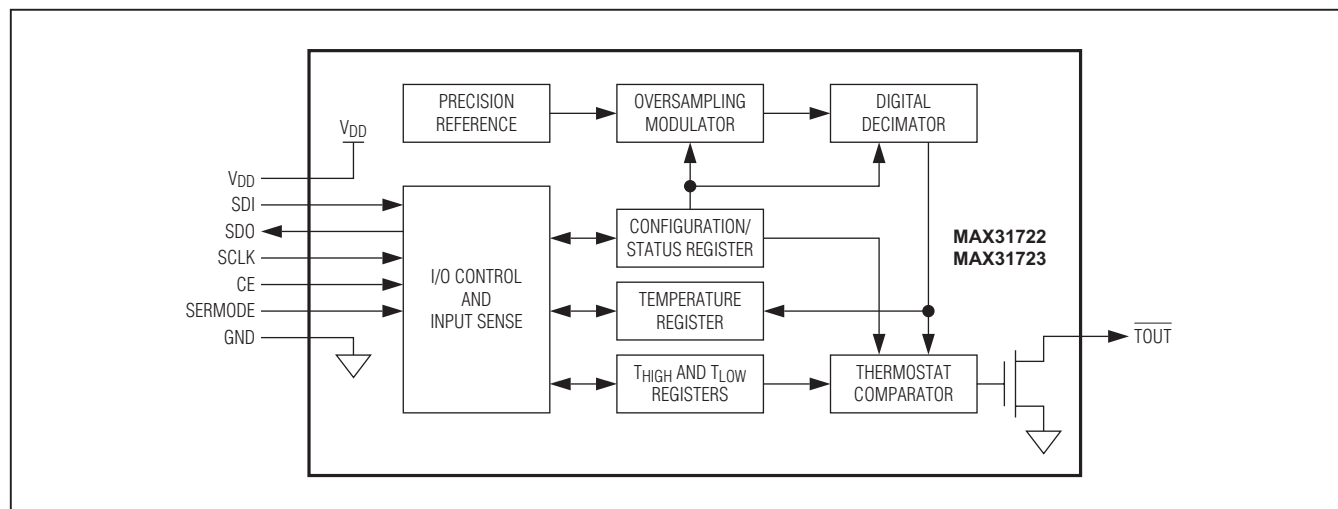 PRECISION
REFERENCE
OVERSAMPLING
MODULATOR
DIGITAL
DECIMATOR
VDD
VDD
SDI
SDO
SCLK
CE
SERMODE
GND
I/O CONTROL
AND
INPUT SENSE
CONFIGURATION/
STATUS REGISTER
MAX31722
MAX31723
TEMPERATURE
REGISTER
THIGH AND TLOW
REGISTERS
THERMOSTAT
COMPARATOR
TOUT